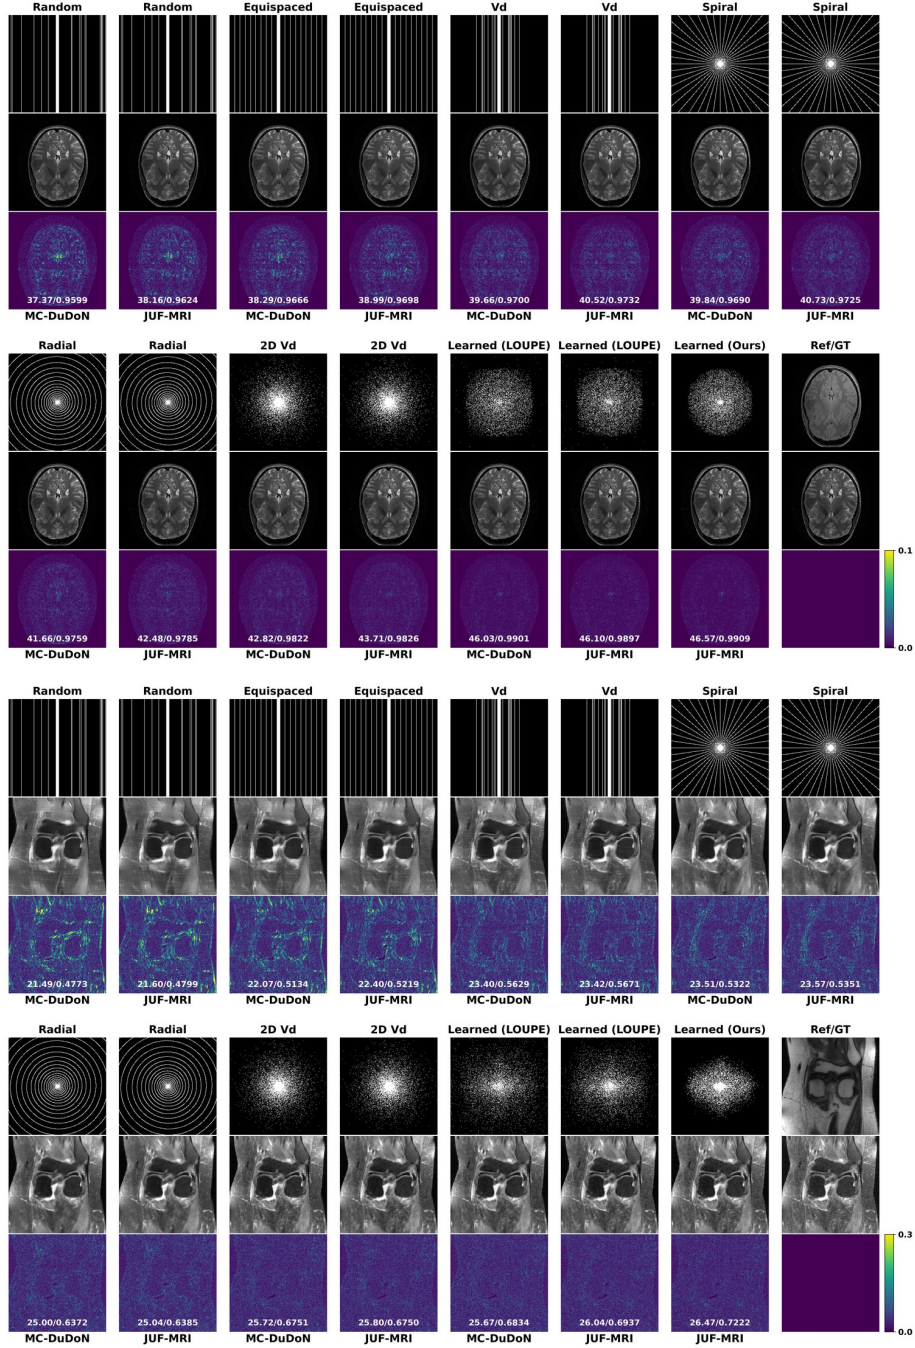 Random Random Equispaced Equispaced Vd Vd Spiral Spiral
37.37/0.9599 38.16/0.9624 38.29/0.9666 38.99/0.9698 39.66/0.9700 40.52/0.9732 39.84/0.9690 40.73/0.9725
MC-DuDoN JUF-MRI MC-DuDoN JUF-MRI MC-DuDoN JUF-MRI MC-DuDoN JUF-MRI
Radial Radial 2D Vd 2D Vd Learned (LOUPE) Learned (LOUPE) Learned (Ours) Ref/GT
0.1
41.66/0.9759 42.48/0.9785 42.82/0.9822 43.71/0.9826 46.03/0.9901 46.10/0.9897 46.57/0.9909
0.0
MC-DuDoN JUF-MRI MC-DuDoN JUF-MRI MC-DuDoN JUF-MRI JUF-MRI
Random Random Equispaced Equispaced Vd Vd Spiral Spiral
21.49/0.4773 21.60/0.4799 22.07/0.5134 22.40/0.5219 23.40/0.5629 23.42/0.5671 23.51/0.5322 23.57/0.5351
MC-DuDoN JUF-MRI MC-DuDoN JUF-MRI MC-DuDoN JUF-MRI MC-DuDoN JUF-MRI
Radial Radial 2D Vd 2D Vd Learned (LOUPE) Learned (LOUPE) Learned (Ours) Ref/GT
0.3
25.00/0.6372 25.04/0.6385 25.72/0.6751 25.80/0.6750 25.67/0.6834 26.04/0.6937 26.47/0.7222
0.0
MC-DuDoN JUF-MRI MC-DuDoN JUF-MRI MC-DuDoN JUF-MRI JUF-MRI